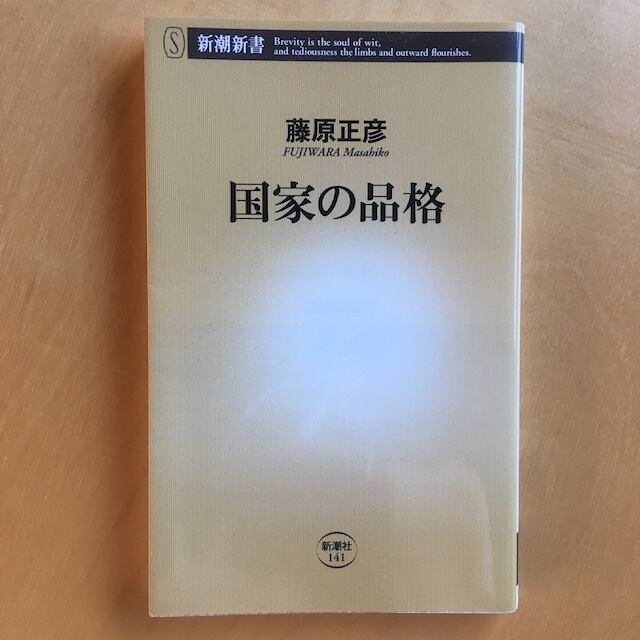 S
新潮新書
Brevity is the soul of wit,
and tediousness the limbs and outward flourishes.
藤原正彦
FUJIWARA Masahiko
国家の品格
新潮社
141